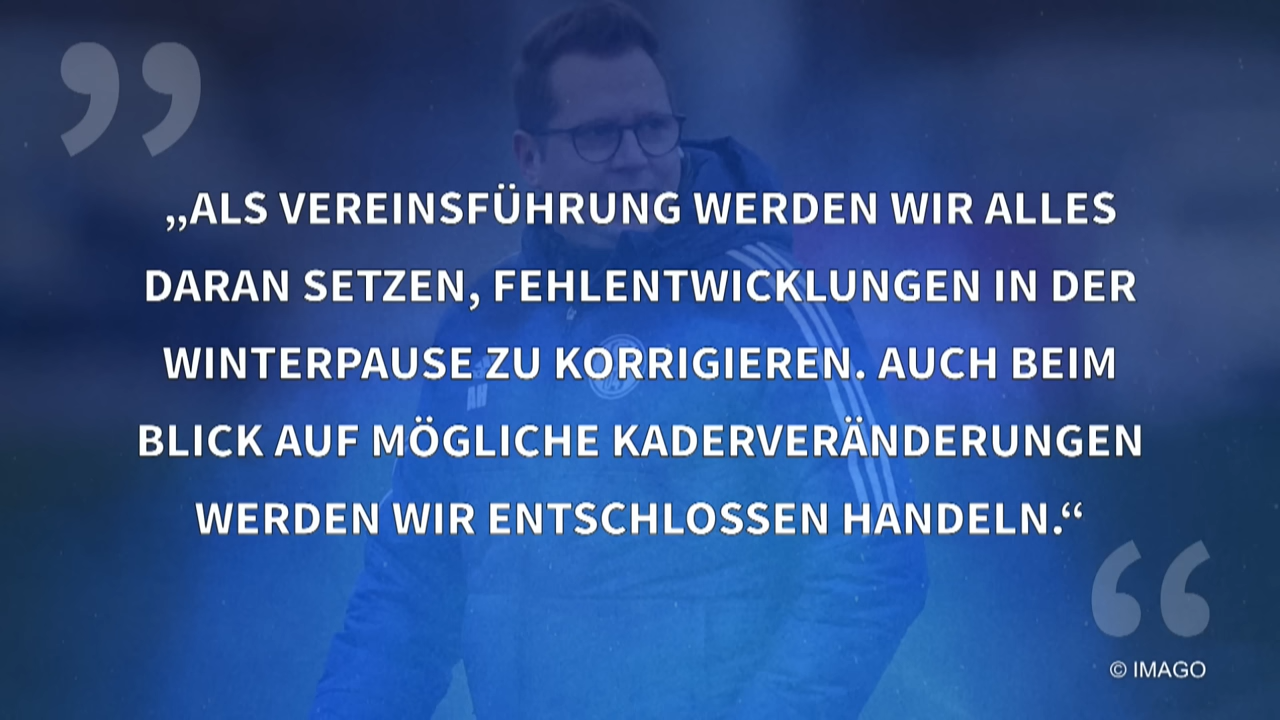 „ALS VEREINSFÜHRUNG WERDEN WIR ALLES
DARAN SETZEN, FEHLENTWICKLUNGEN IN DER
WINTERPAUSE ZU KORRIGIEREN. AUCH BEIM
BLICK AUF MÖGLICHE KADERVERÄNDERUNGEN
WERDEN WIR ENTSCHLOSSEN HANDELN.“
AH
© IMAGO